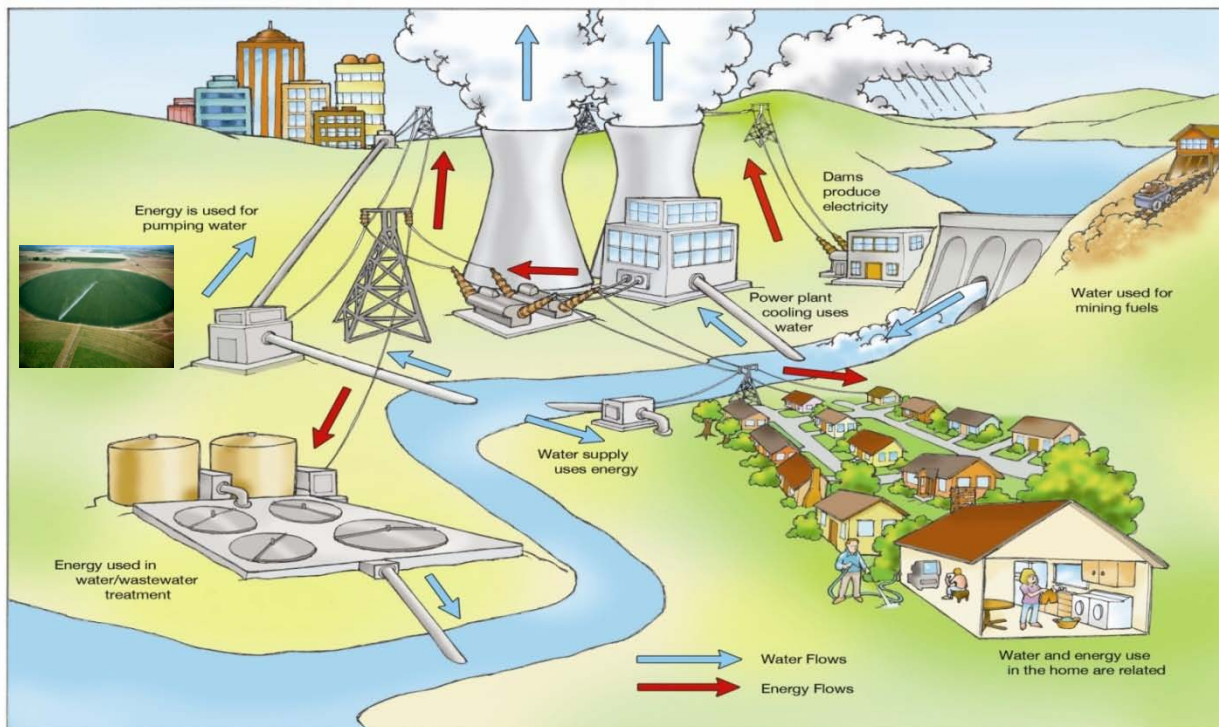 Energy is used for
pumping water
Dams
produce
electricity
Power plant
cooling uses
water
Water used for
mining fuels
Water supply
uses energy
Energy used in
water/wastewater
treatment
Water and energy use
in the home are related
Water Flows
Energy Flows